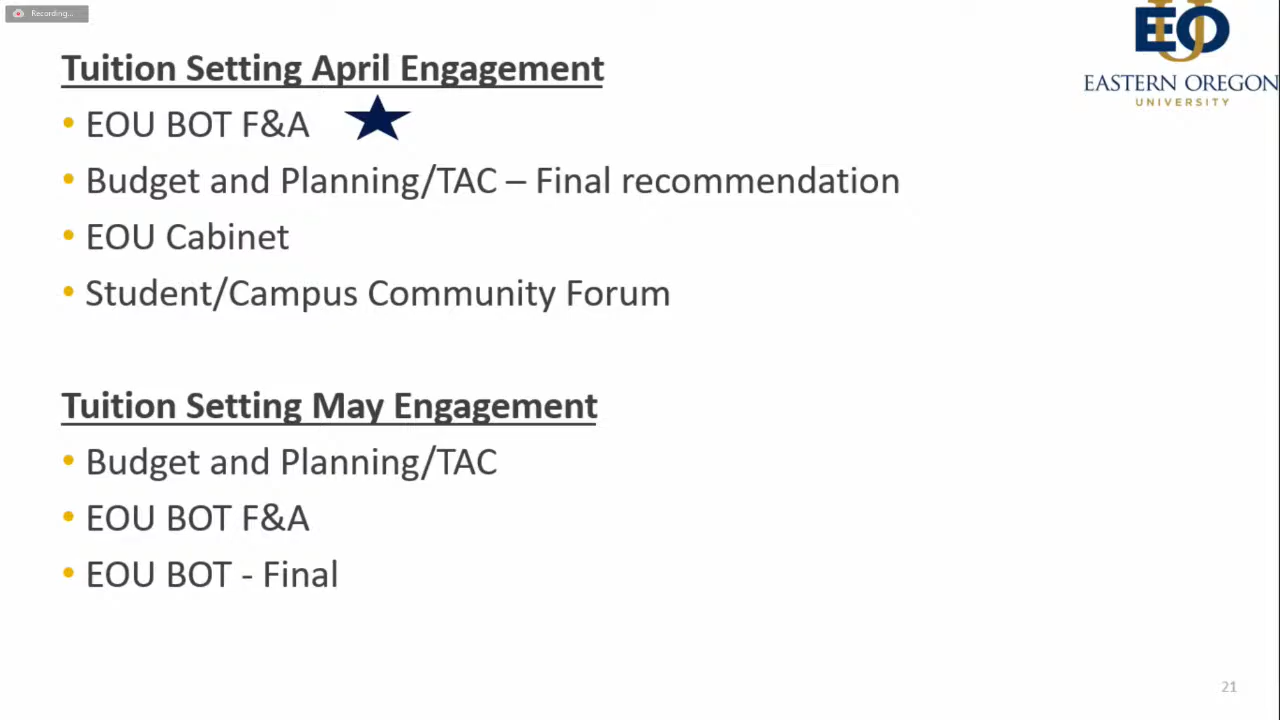 Recording...
EOU
EASTERN OREGON
UNIVERSITY
Tuition Setting April Engagement
• EOU BOT F&A
• Budget and Planning/TAC – Final recommendation
• EOU Cabinet
• Student/Campus Community Forum
Tuition Setting May Engagement
• Budget and Planning/TAC
• EOU BOT F&A
• EOU BOT - Final
21